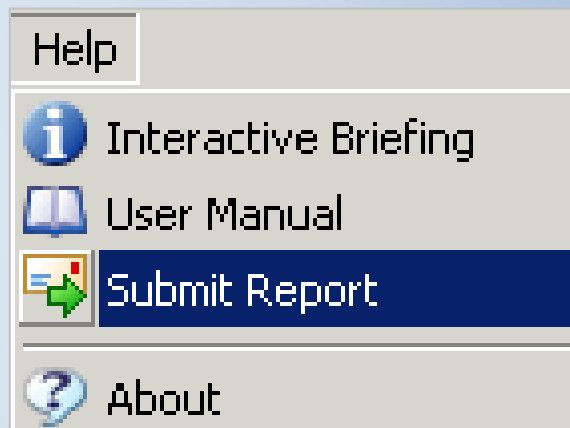 Help
Interactive Briefing
User Manual
Submit Report
About